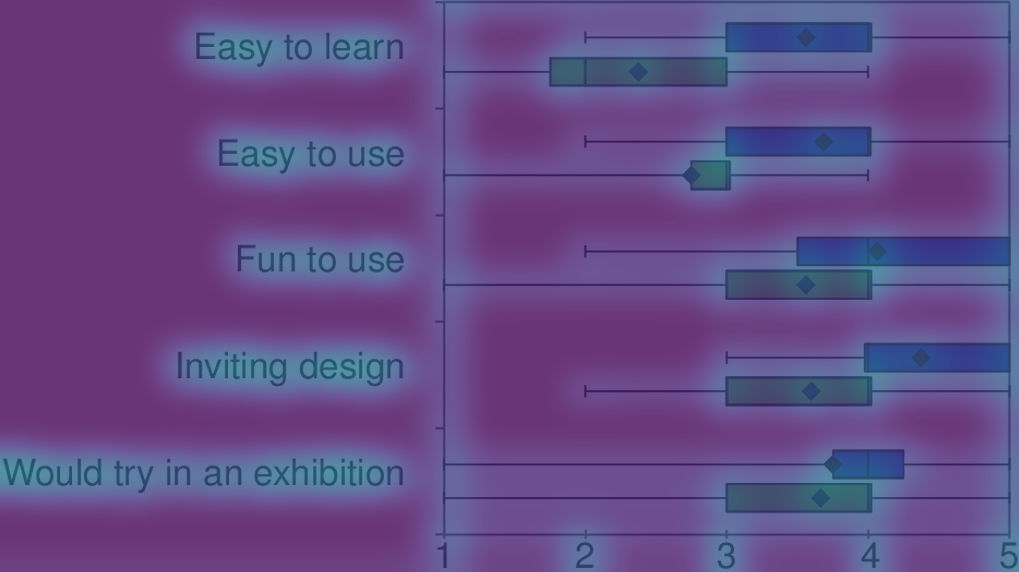 Easy to learn
Easy to use
Fun to use
Inviting design
Would try in an exhibition
1 2 3 4 5